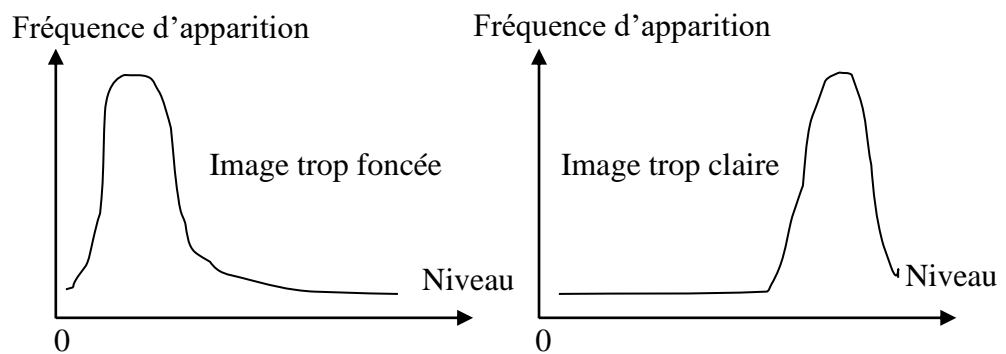 Fréquence d’apparition
Image trop foncée
Niveau
0
Fréquence d’apparition
Image trop claire
Niveau
0